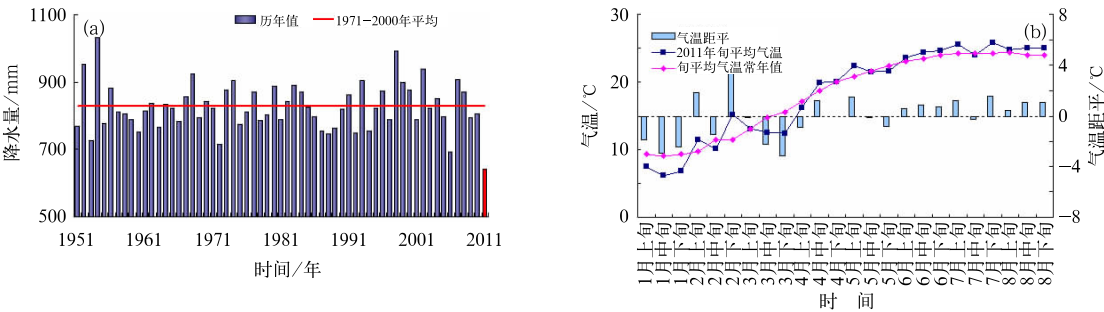 (a)
历年值
1971-2000年平均
1100
900
700
500
降水量/mm
1951
1961
1971
1981
1991
2001
2011
时间/年
(b)
气温距平
2011年旬平均气温
旬平均气温常年值
30
20
10
0
气温/℃
8
4
0
-4
-8
气温距平/℃
1月上旬
1月中旬
1月下旬
2月上旬
2月中旬
2月下旬
3月中旬
3月下旬
4月上旬
4月中旬
4月下旬
5月上旬
5月中旬
5月下旬
6月上旬
6月中旬
6月下旬
7月上旬
7月中旬
7月下旬
8月上旬
8月中旬
8月下旬
时 间